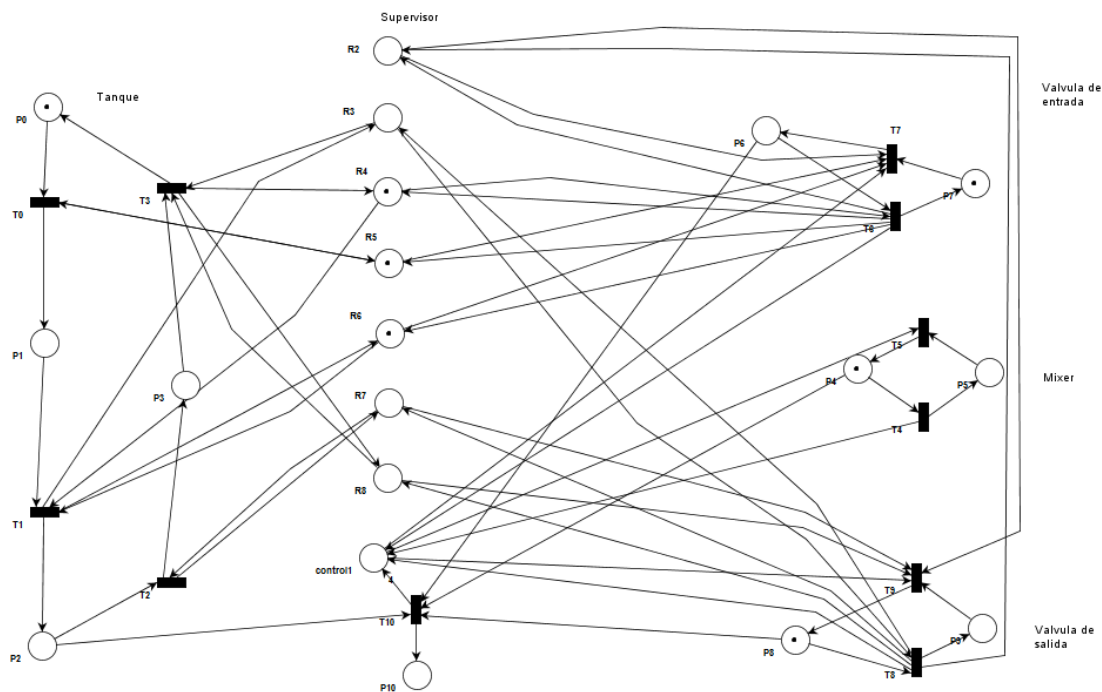 Supervisor
R2
Tanque
Valvula de
entrada
P0
R3
T7
P6
R4
T3
P7
T0
T6
R5
R6
P1
T5
P4
P5
Mixer
P3
R7
T4
R8
T1
control1
4
T9
T2
T10
Valvula de
salida
P2
P8
P9
T8
P10